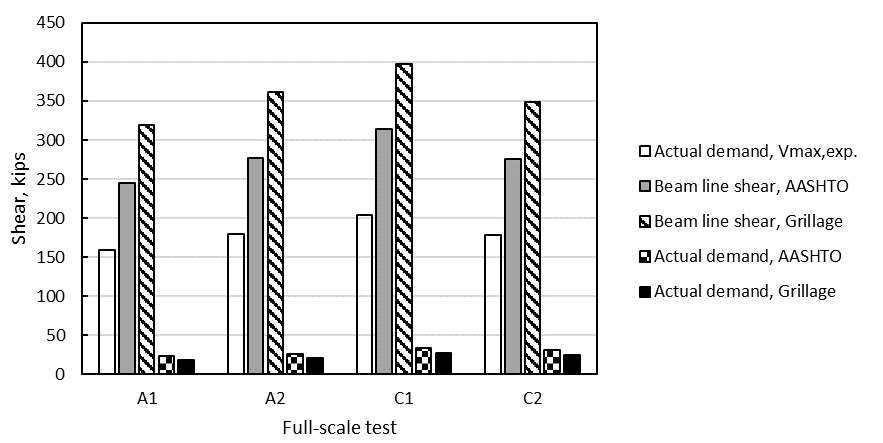 450
400
350
300
250
200
150
100
50
0
Shear, kips
A1 A2 C1 C2
Full-scale test
Actual demand, Vmax,exp.
Beam line shear, AASHTO
Beam line shear, Grillage
Actual demand, AASHTO
Actual demand, Grillage